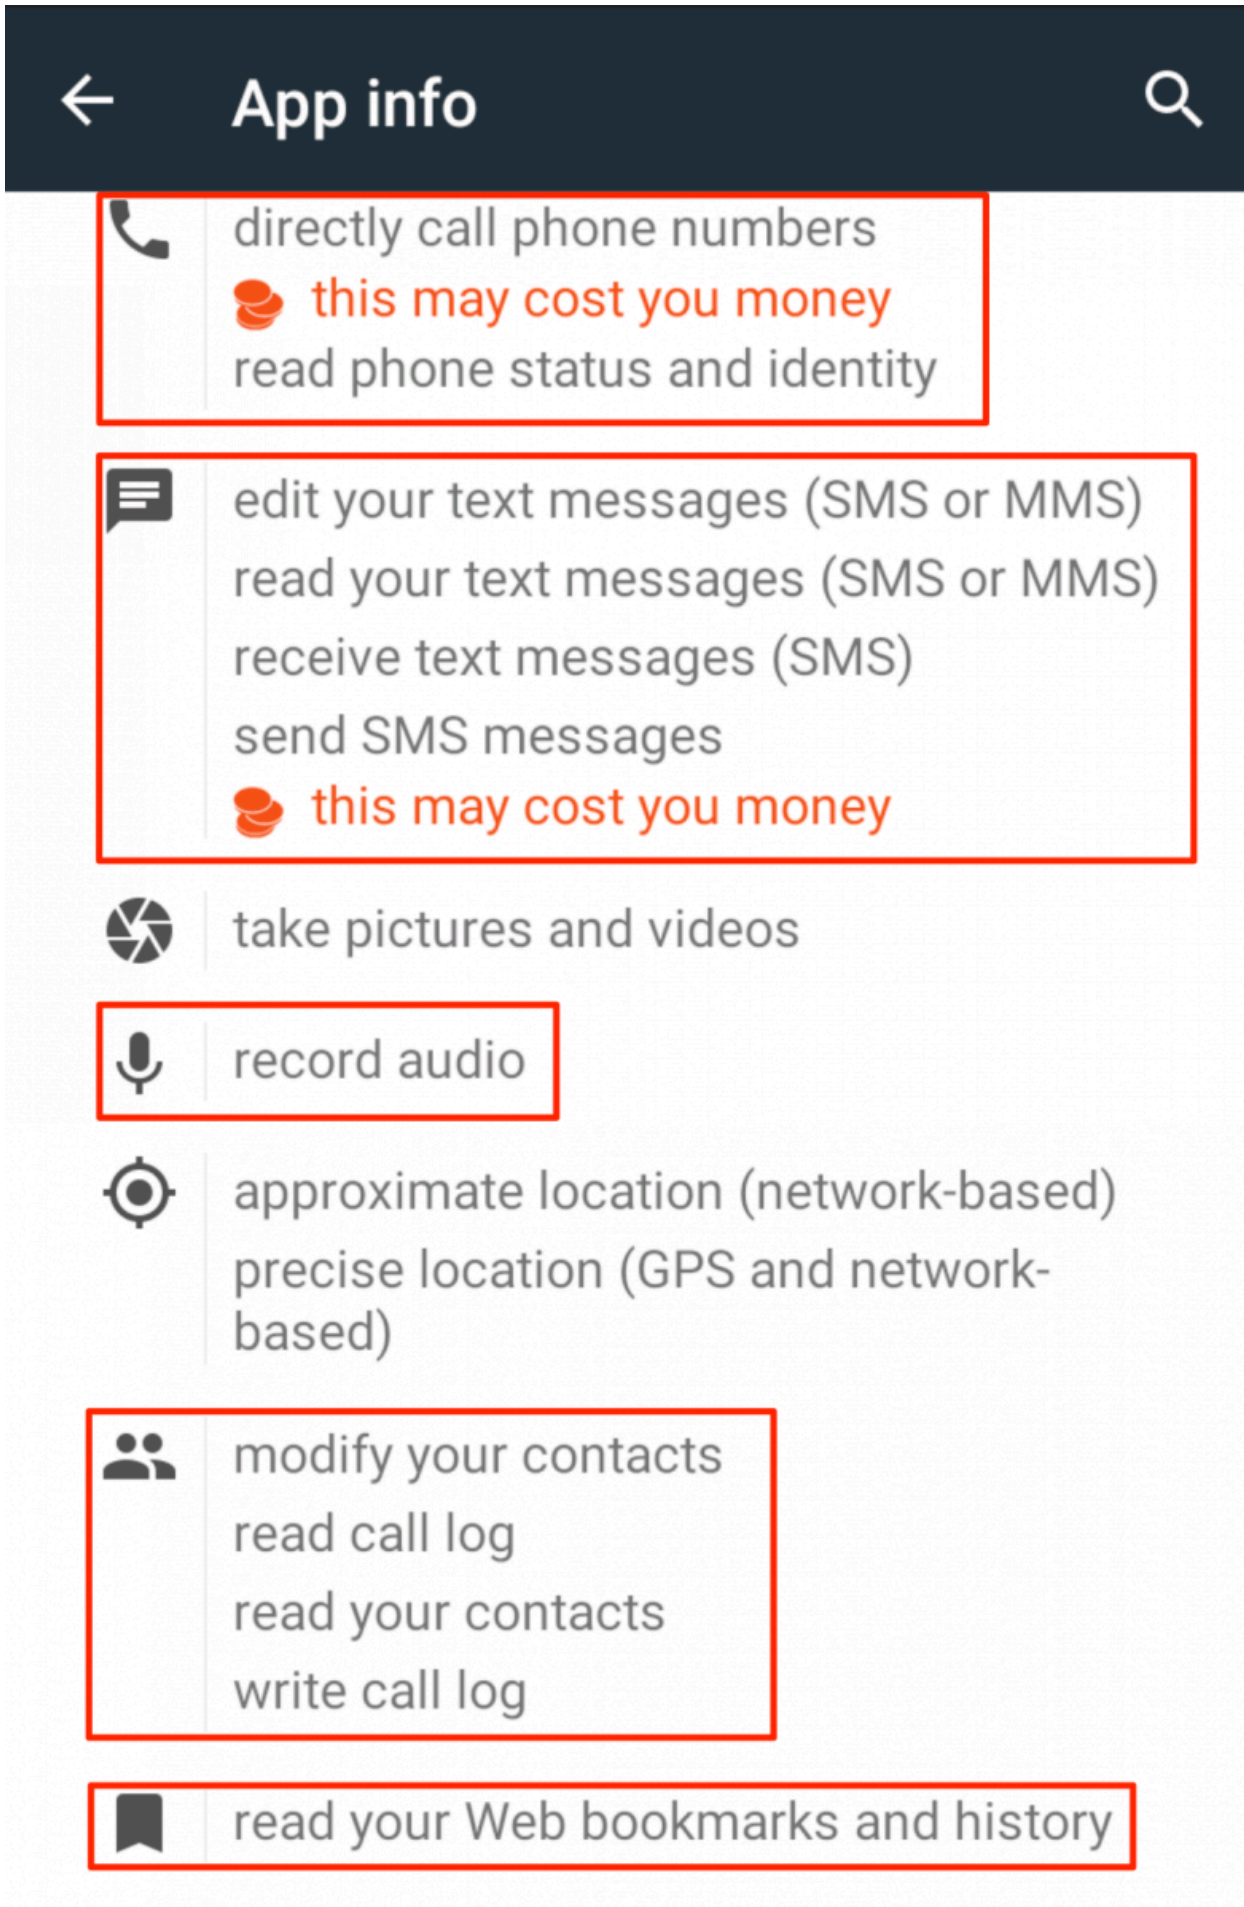 App info
directly call phone numbers
this may cost you money
read phone status and identity
edit your text messages (SMS or MMS)
read your text messages (SMS or MMS)
receive text messages (SMS)
send SMS messages
this may cost you money
take pictures and videos
record audio
approximate location (network-based)
precise location (GPS and network-
based)
modify your contacts
read call log
read your contacts
write call log
read your Web bookmarks and history